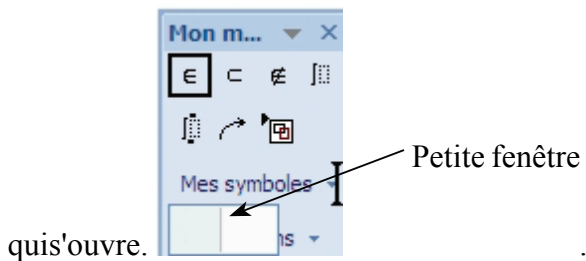 Mon m...
∈ ⊂ ∉ ∫
∫
Petite fenêtre
Mes symboles
quis'ouvre.
ns
.